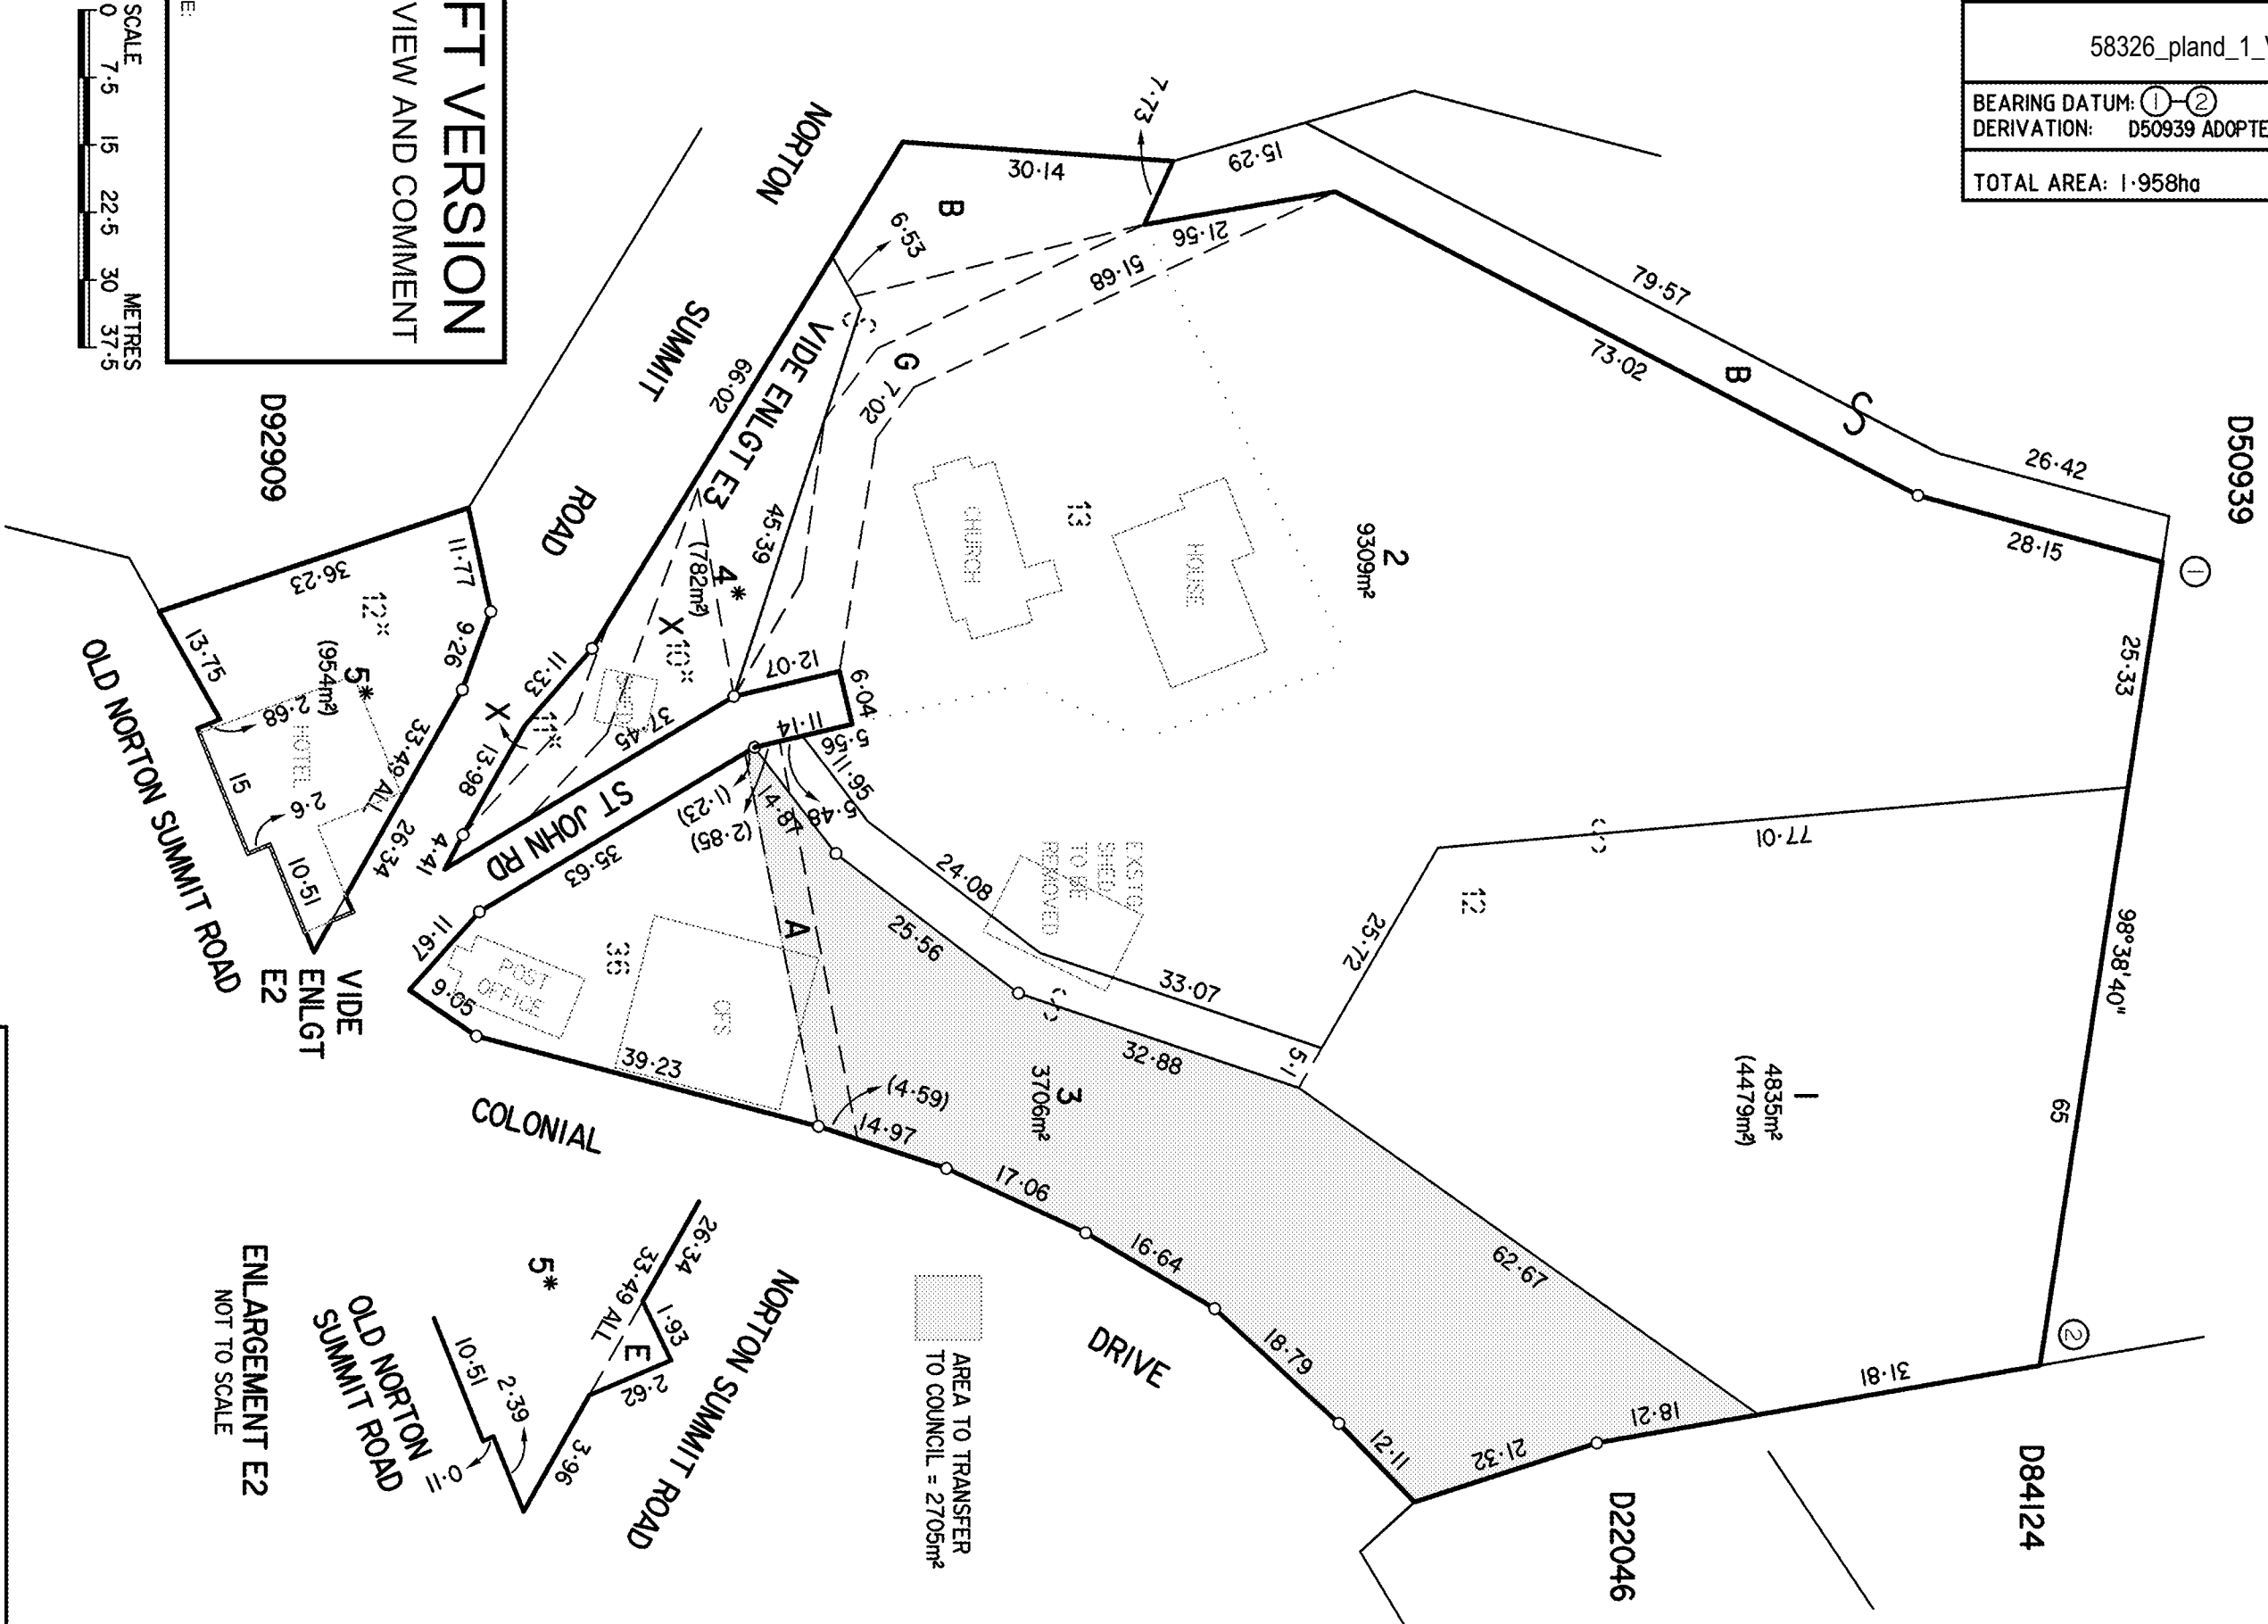 58326_pland_1_V
BEARING DATUM: ①-②
DERIVATION: D50939 ADOPTE
TOTAL AREA: 1·958ha
FT VERSION
VIEW AND COMMENT
E:
SCALE
METRES
0 7·5 15 22·5 30 37·5
D50939
D92909
D84124
D22046
NORTON
SUMMIT
ROAD
7·73
15·29
30·14
B
6·53
21·56
51·68
79·57
73·02
B
S
26·42
28·15
①
25·33
98°38'40"
65
②
31·81
18·21
21·32
12·11
18·79
16·64
17·06
14·97
(4·59)
39·23
9·05
11·67
35·63
VIDE ENLGT E3
66·02
G
7·02
45·39
4*
(782m²)
X
10*
11*
SHED
X
11·33
13·98
4·41
37·45
12·07
6·04
11·14
5·56
11·95
5·48
14·87
(1·23)
(2·85)
24·08
25·56
33·07
32·88
5·1
25·72
77·01
62·67
CHURCH
HOUSE
13
2
9309m²
12
1
4835m²
(4479m²)
3
3706m²
EXISTG
SHED
TO BE
REMOVED
A
ST JOHN RD
36
POST
OFFICE
CFS
COLONIAL
DRIVE
36·23
11·77
9·26
12*
5*
(954m²)
13·75
2·68
HOTEL
15
2·6
10·51
33·49 ALL
26·34
OLD NORTON SUMMIT ROAD
VIDE
ENLGT
E2
AREA TO TRANSFER
TO COUNCIL = 2705m²
NORTON SUMMIT ROAD
26·34
33·49 ALL
1·93
E
2·62
3·96
5*
10·51
2·39
0·11
OLD NORTON
SUMMIT ROAD
ENLARGEMENT E2
NOT TO SCALE